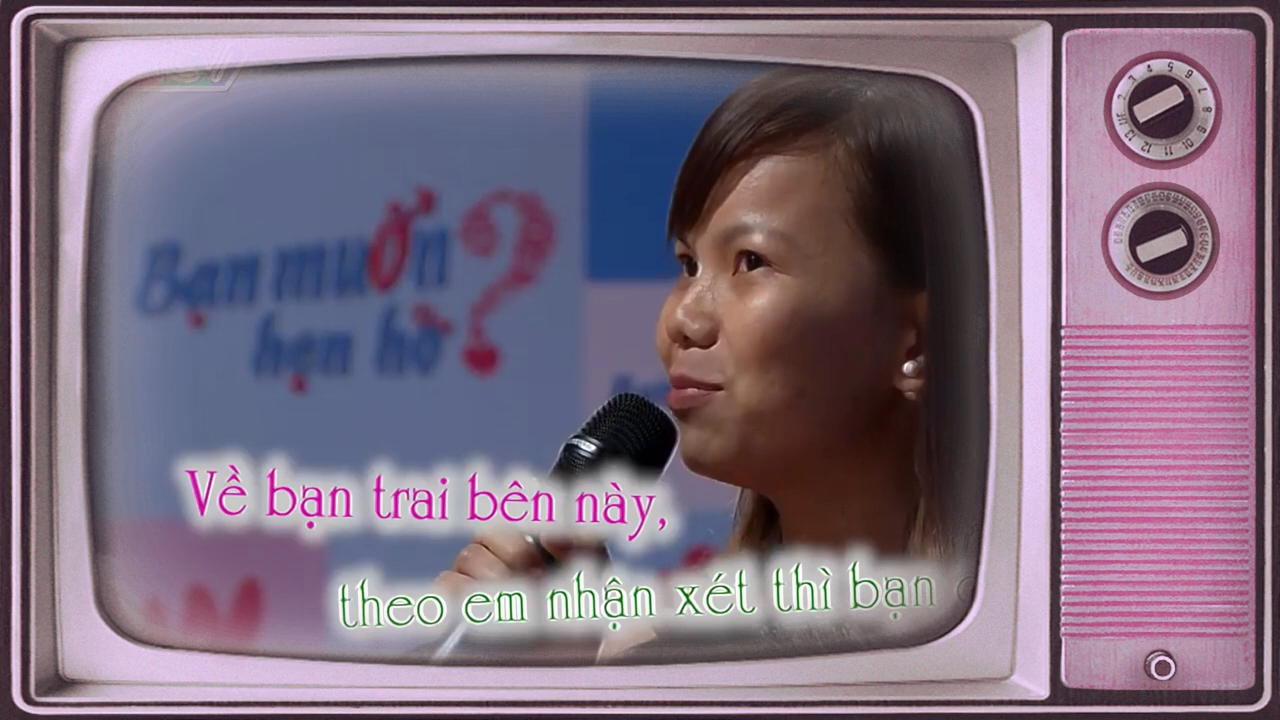 Bạn muốn
hẹn hò ?
Về bạn trai bên này,
theo em nhận xét thì bạn